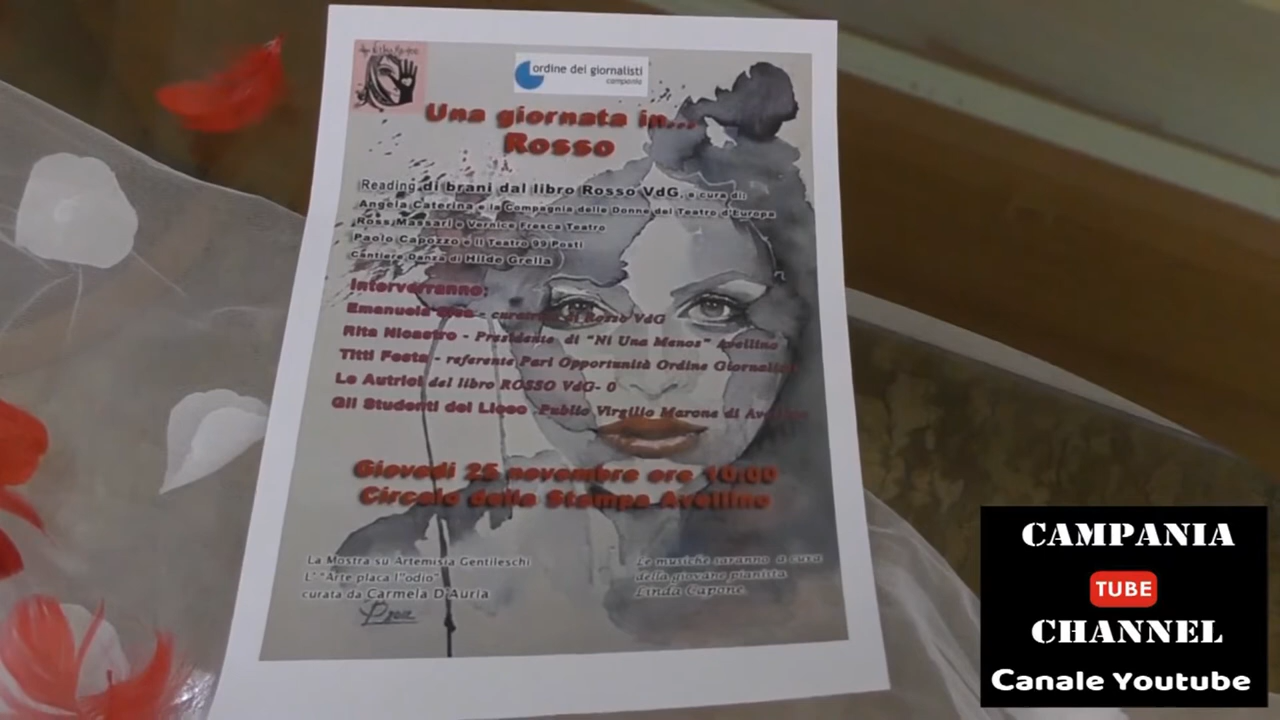 ordine dei giornalisti
campania
Una giornata in...
Rosso
Reading di brani dal libro Rosso VdG, a cura di:
Angela Caterina e la Compagnia delle Donne del Teatro d'Europa
Ross Massari e Vernice Fresca Teatro
Paolo Capozzo e il Teatro 99 Posti
Cantiere Danza di Hilde Grella
Interverranno:
Emanuela - curatrice di Rosso VdG
Rita Nicastro - Presidente di "Ni Una Menos" Avellino
Titti Festa - referente Pari Opportunità Ordine Giornalisti
Le Autrici del libro ROSSO VdG- 0
Gli Studenti del Liceo Publio Virgilio Marone di Avellino
Giovedì 25 novembre ore 10:00
Circolo della Stampa Avellino
La Mostra su Artemisia Gentileschi
L' "Arte placa l'odio"
curata da Carmela D'Auria
Le musiche saranno a cura
della giovane pianista
Linda Capone.
CAMPANIA
TUBE
CHANNEL
Canale Youtube